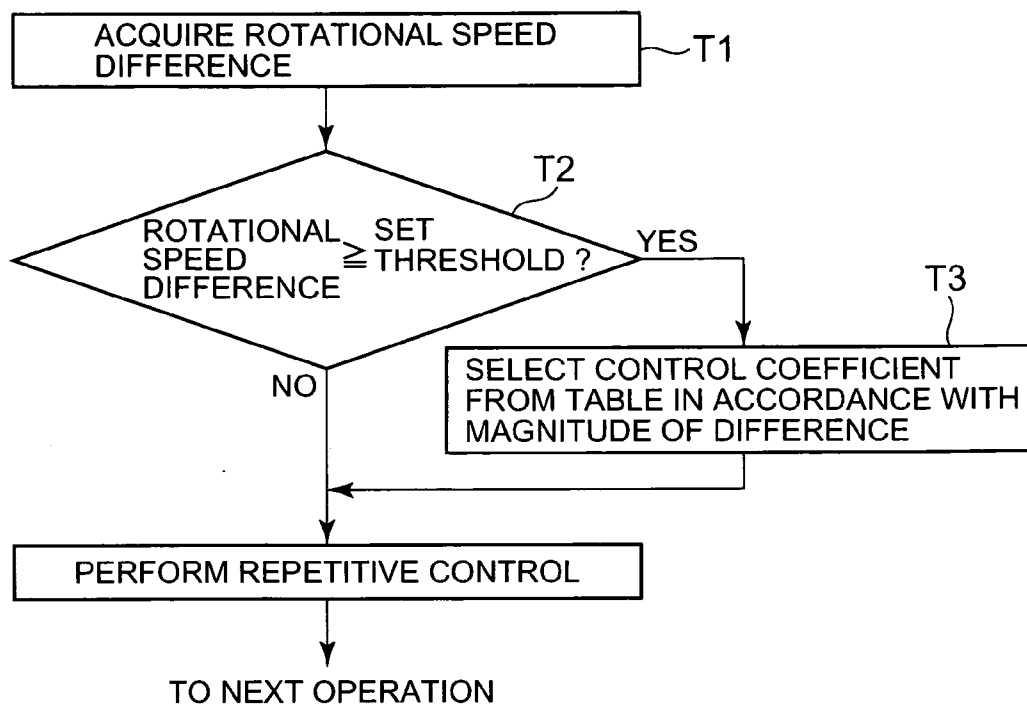 ACQUIRE ROTATIONAL SPEED
DIFFERENCE
T1
T2
ROTATIONAL
SPEED
DIFFERENCE
≧
SET
THRESHOLD ?
YES
T3
SELECT CONTROL COEFFICIENT
FROM TABLE IN ACCORDANCE WITH
MAGNITUDE OF DIFFERENCE
NO
PERFORM REPETITIVE CONTROL
TO NEXT OPERATION